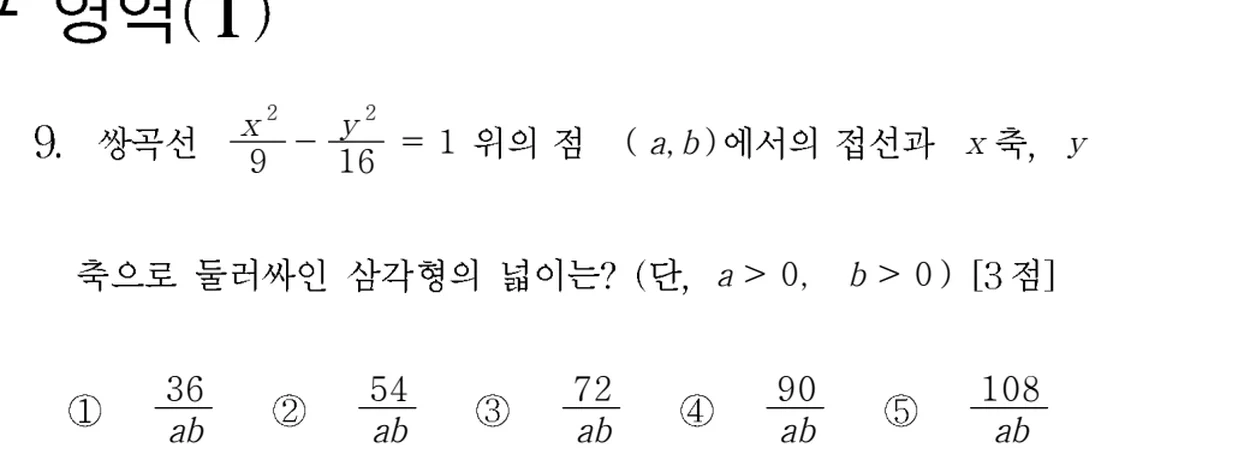 영역(1)
9. 쌍곡선 x²/9 − y²/16 = 1 위의 점 (a, b)에서의 접선과 x축, y
축으로 둘러싸인 삼각형의 넓이는? (단, a > 0, b > 0) [3점]
① 36/ab ② 54/ab ③ 72/ab ④ 90/ab ⑤ 108/ab